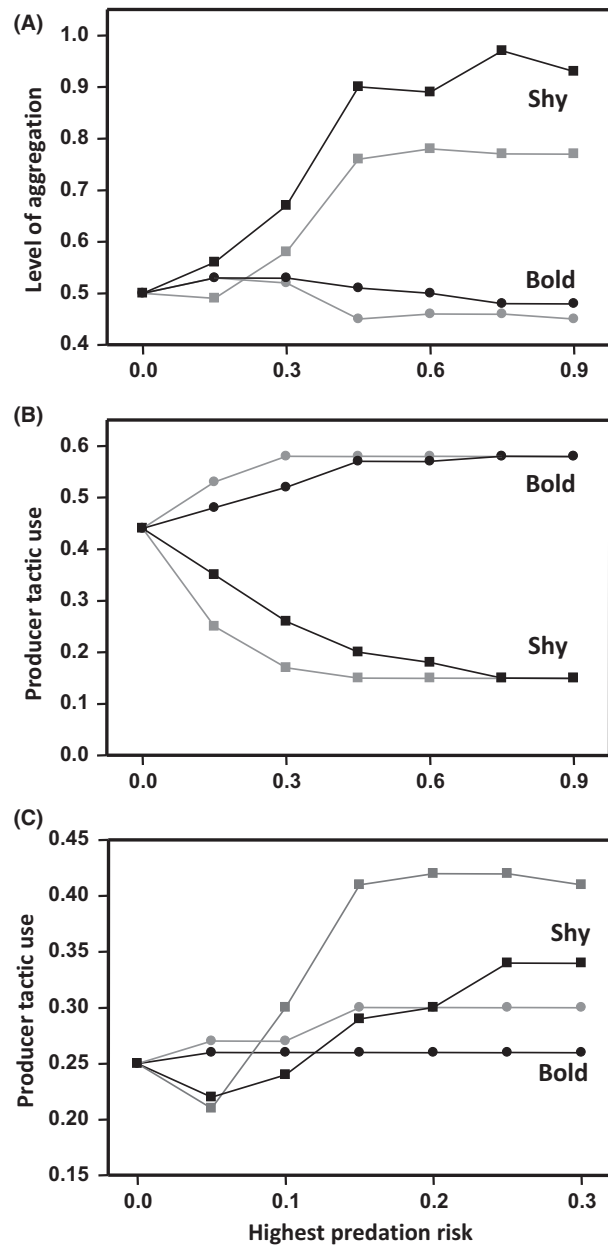 (A)
1.0
0.9
0.8
0.7
0.6
0.5
0.4
Level of aggregation
Shy
Bold
0.0 0.3 0.6 0.9
(B)
0.6
0.5
0.4
0.3
0.2
0.1
0.0
Producer tactic use
Bold
Shy
0.0 0.3 0.6 0.9
(C)
0.45
0.40
0.35
0.30
0.25
0.20
0.15
Producer tactic use
Shy
Bold
0.0 0.1 0.2 0.3
Highest predation risk